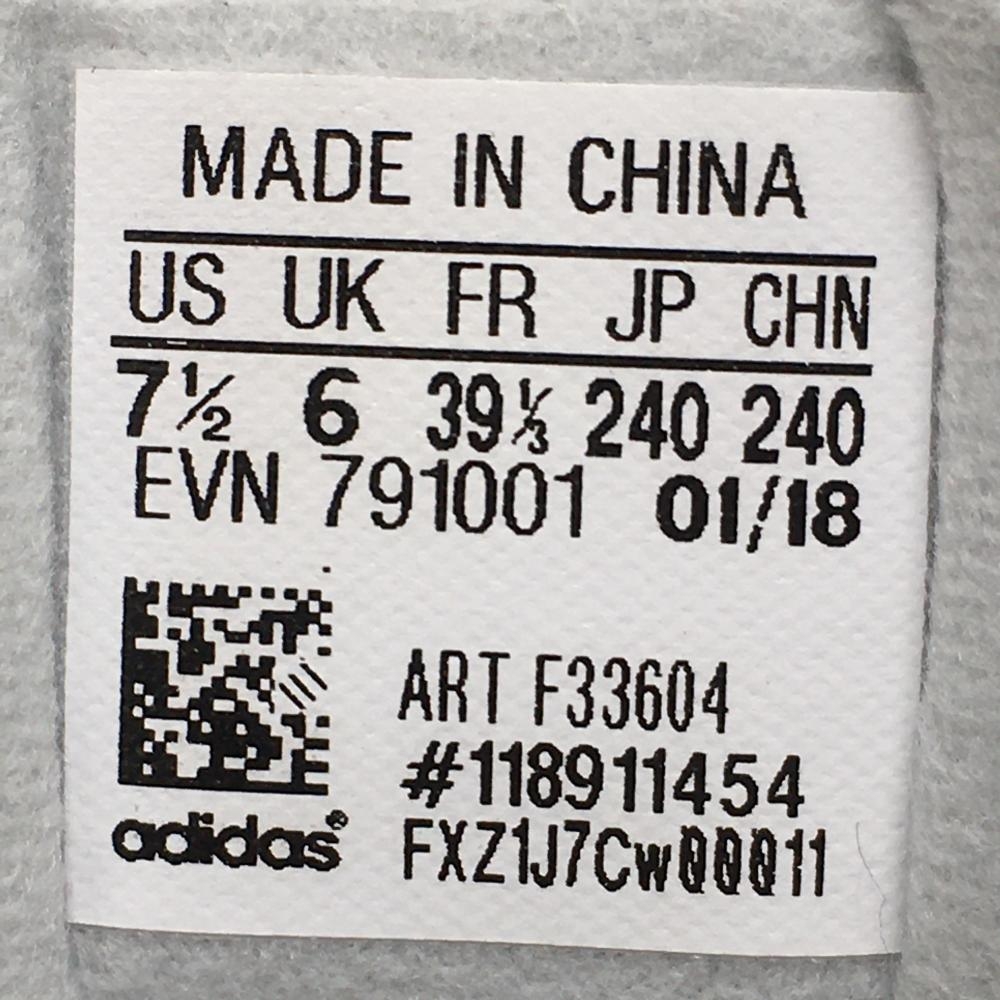 MADE IN CHINA
US UK FR JP CHN
7½ 6 39⅓ 240 240
EVN 791001 01/18
ART F33604
#118911454
FXZ1J7Cw00011
adidas®